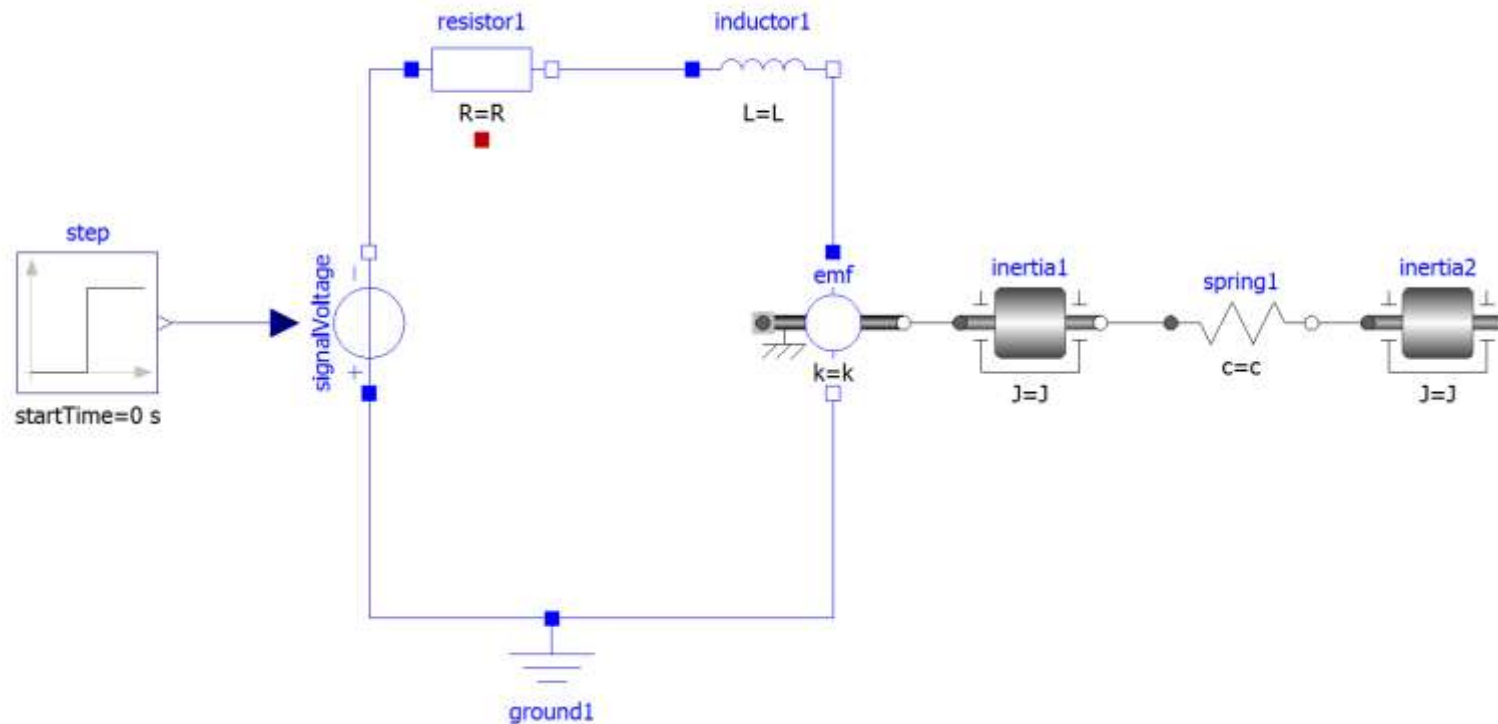 resistor1
inductor1
R=R
L=L
step
signalVoltage
− +
emf
inertia1
spring1
inertia2
k=k
c=c
J=J
J=J
startTime=0 s
ground1